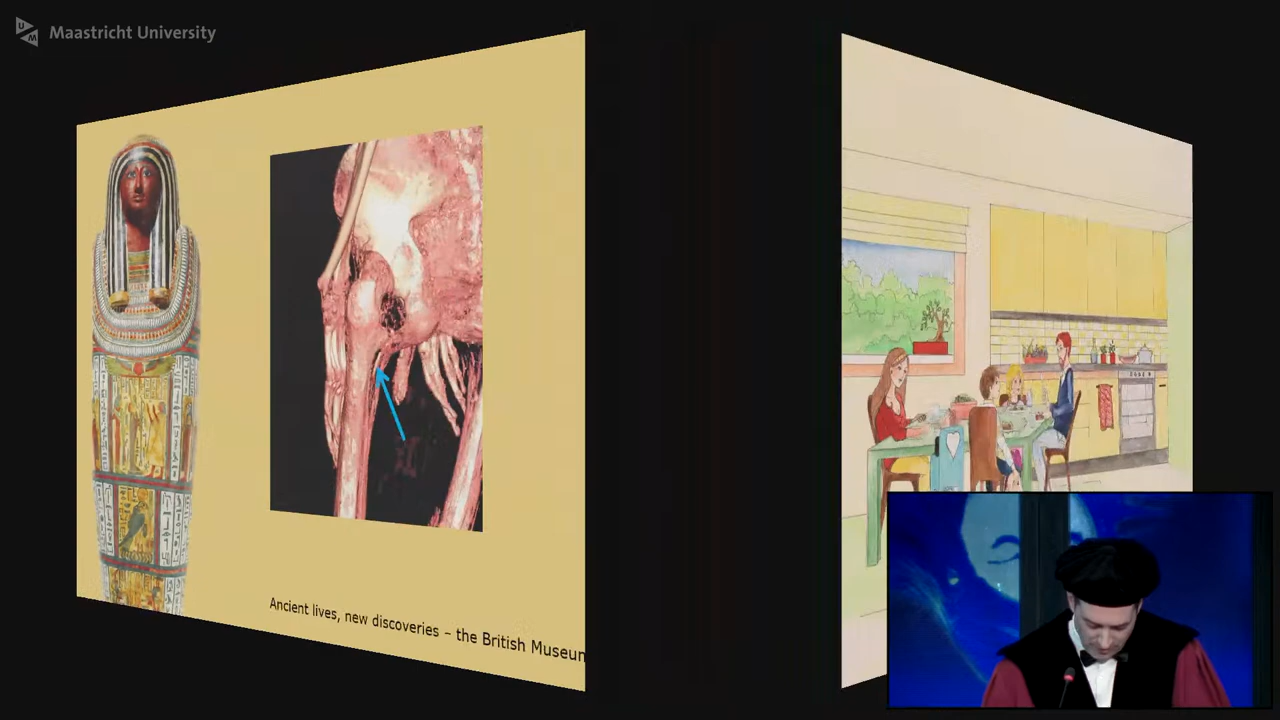 Maastricht University
Ancient lives, new discoveries – the British Museum